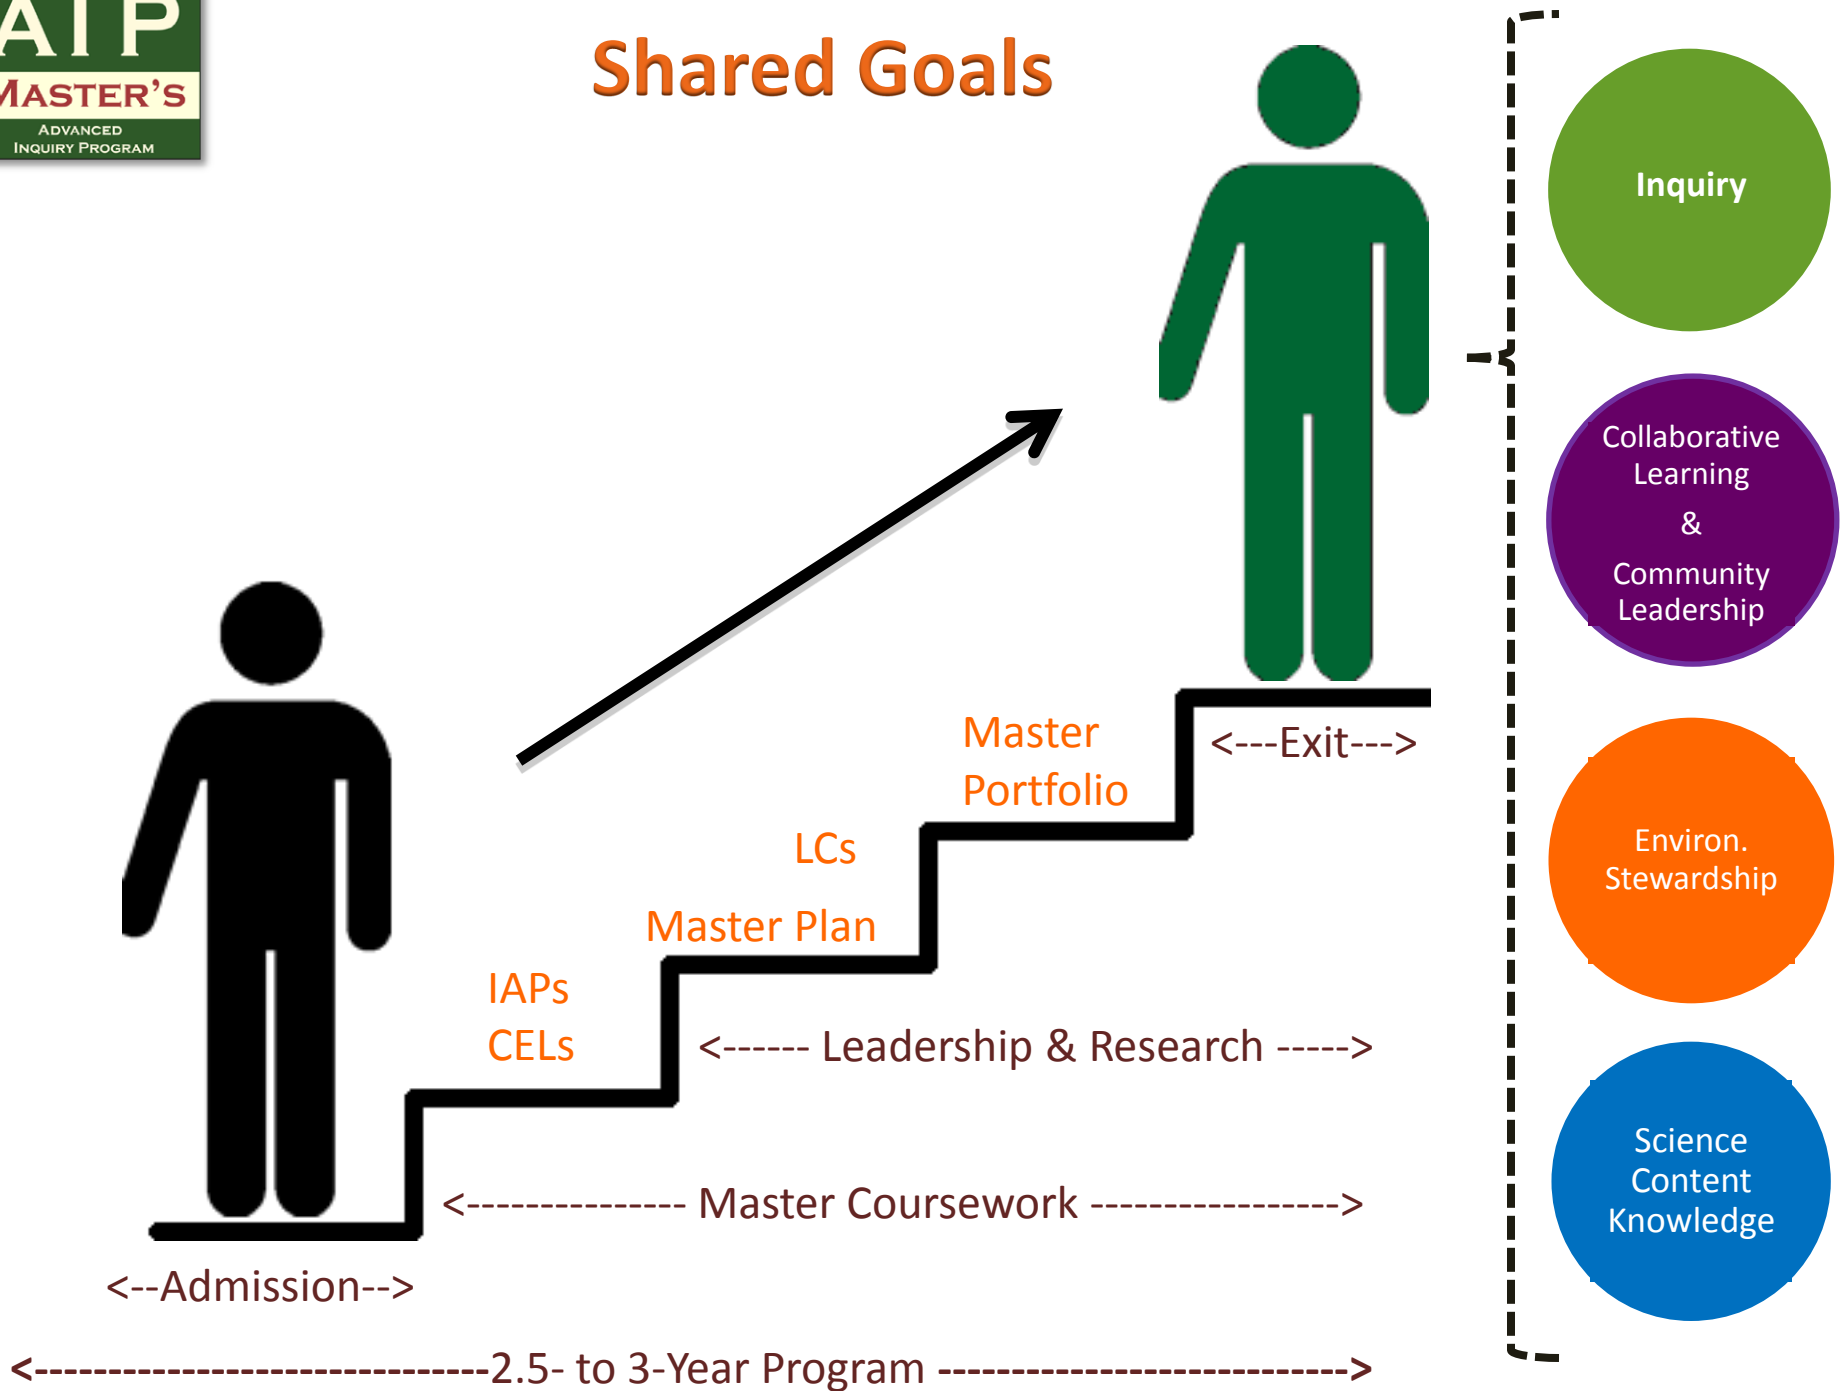 AIP
MASTER'S
ADVANCED
INQUIRY PROGRAM
Shared Goals
Inquiry
Collaborative
Learning
&
Community
Leadership
Environ.
Stewardship
Science
Content
Knowledge
Master
Portfolio
<---Exit--->
LCs
Master Plan
IAPs
CELs
<------ Leadership & Research ----->
<-------------- Master Coursework ---------------->
<--Admission-->
<-------------------------------2.5- to 3-Year Program ---------------------------->